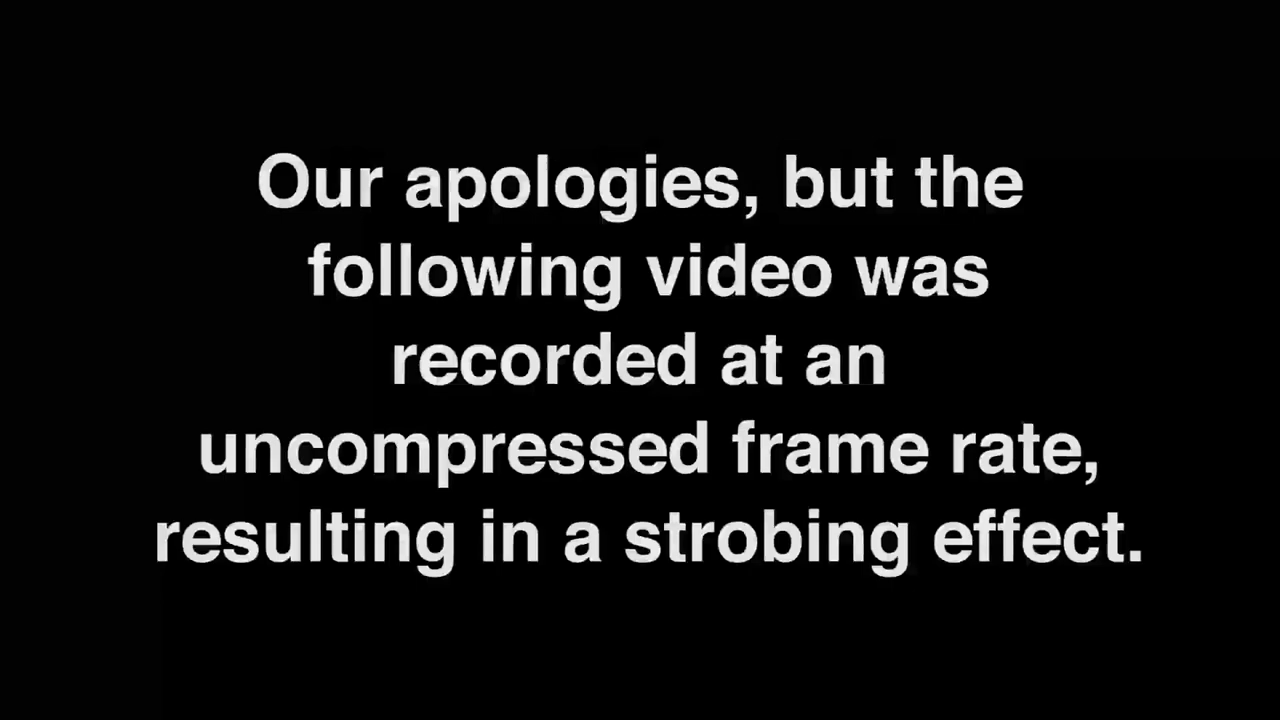 Our apologies, but the
following video was
recorded at an
uncompressed frame rate,
resulting in a strobing effect.